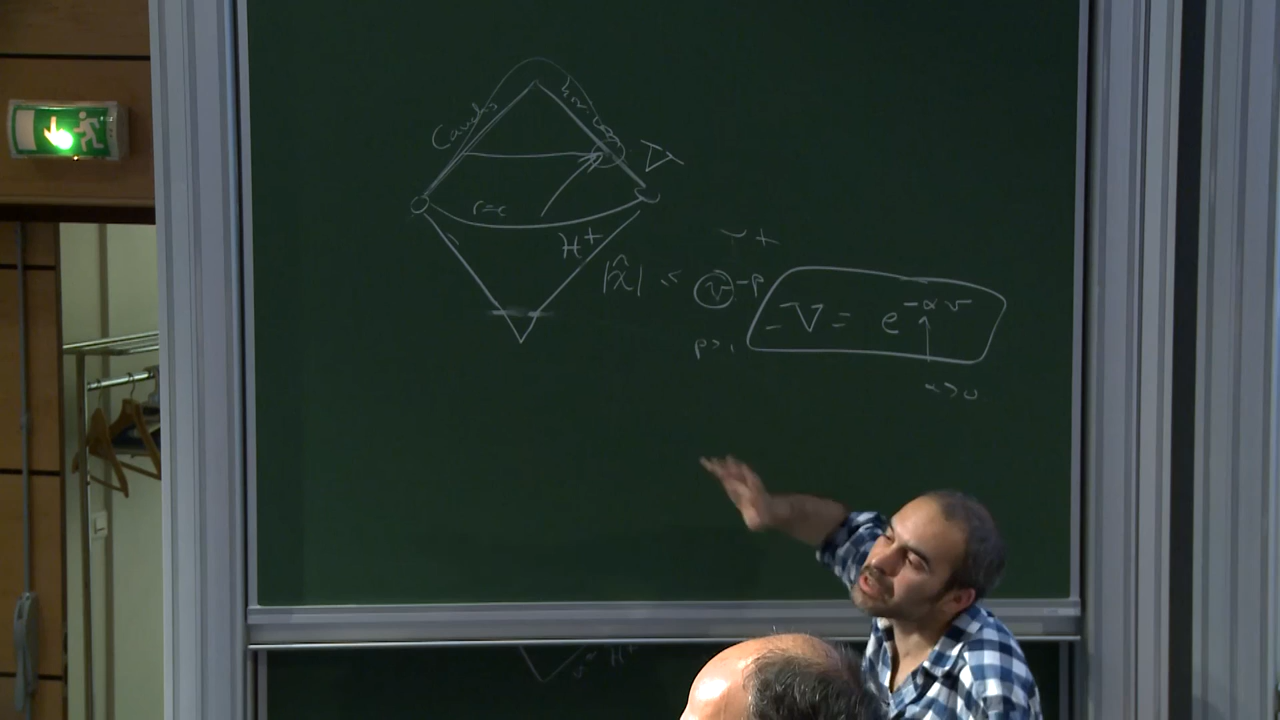 Cauchy
horizon
V
r=c
H+
|χ̂| ≲ v^{-p}
p>1
-V = e^{-αv}
α>0
H+